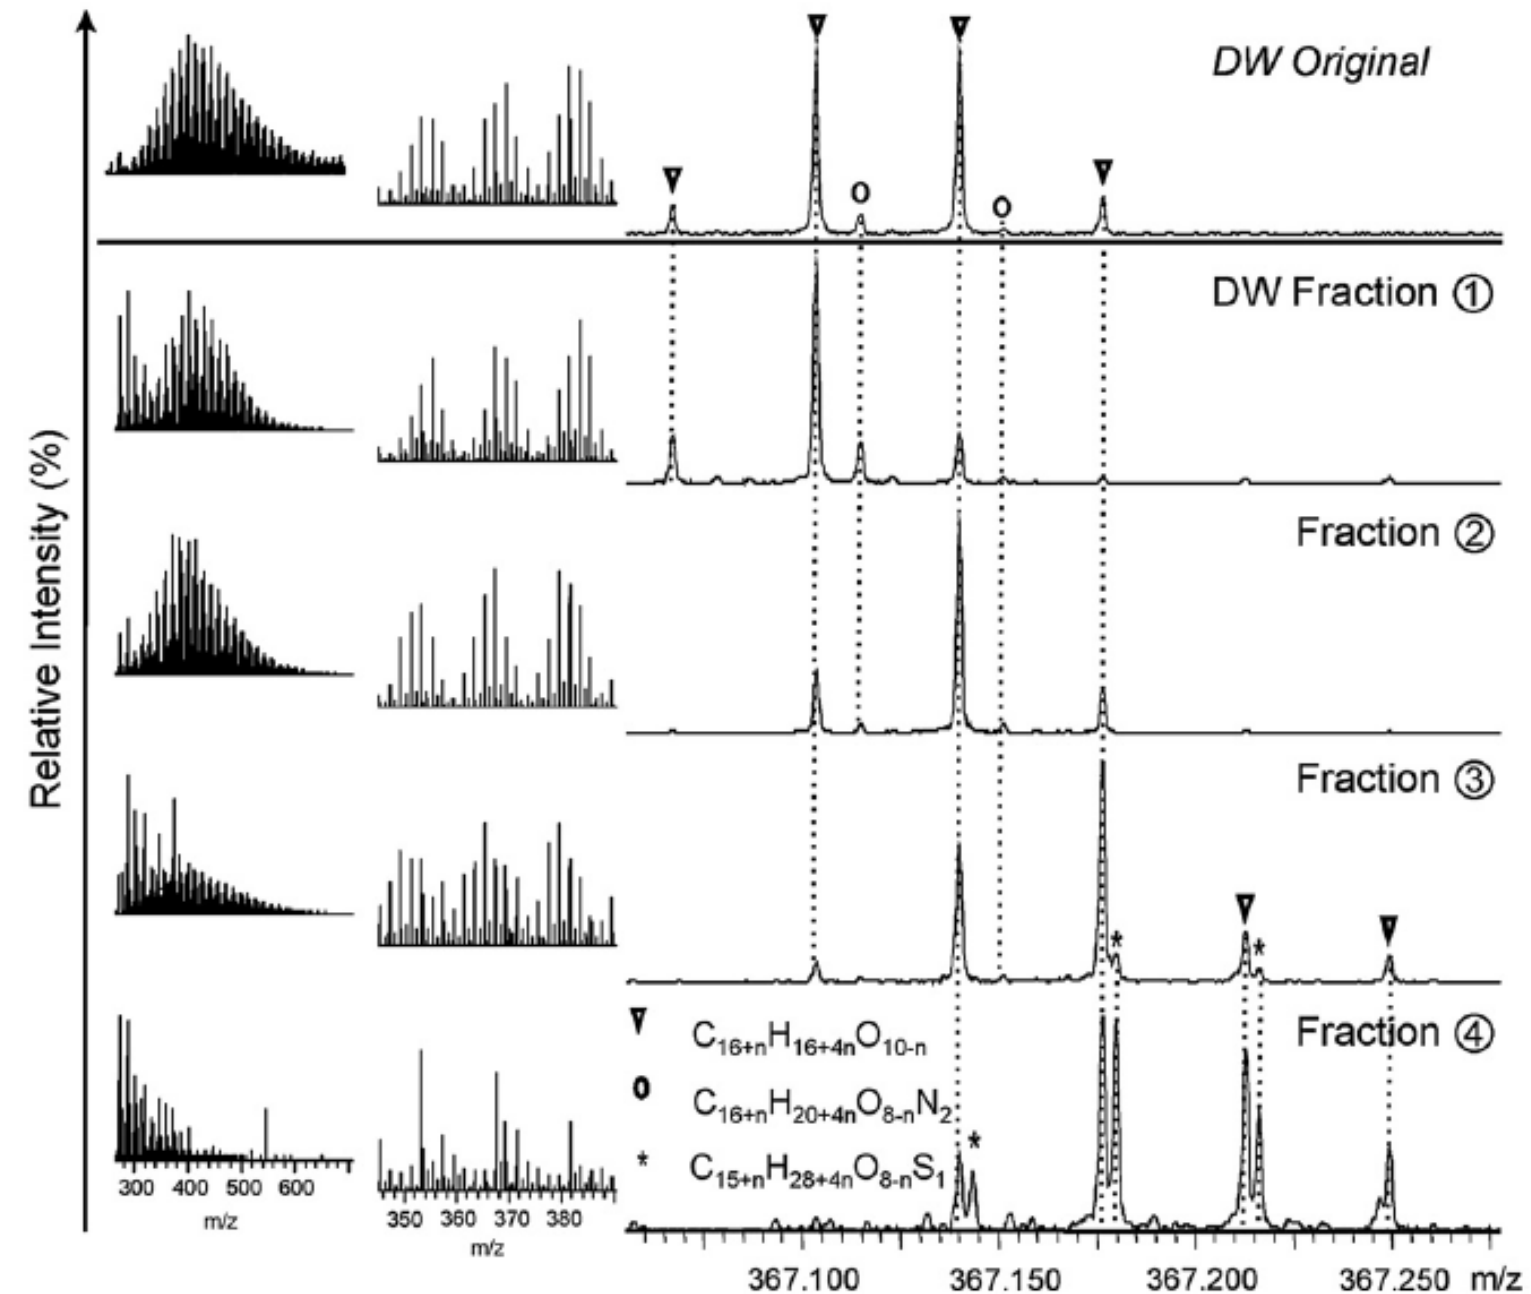 DW Original
DW Fraction ①
Fraction ②
Fraction ③
Fraction ④
Relative Intensity (%)
C16+nH16+4nO10-n
C16+nH20+4nO8-nN2
* C15+nH28+4nO8-nS1
300 400 500 600
m/z
350 360 370 380
m/z
367.100 367.150 367.200 367.250 m/z